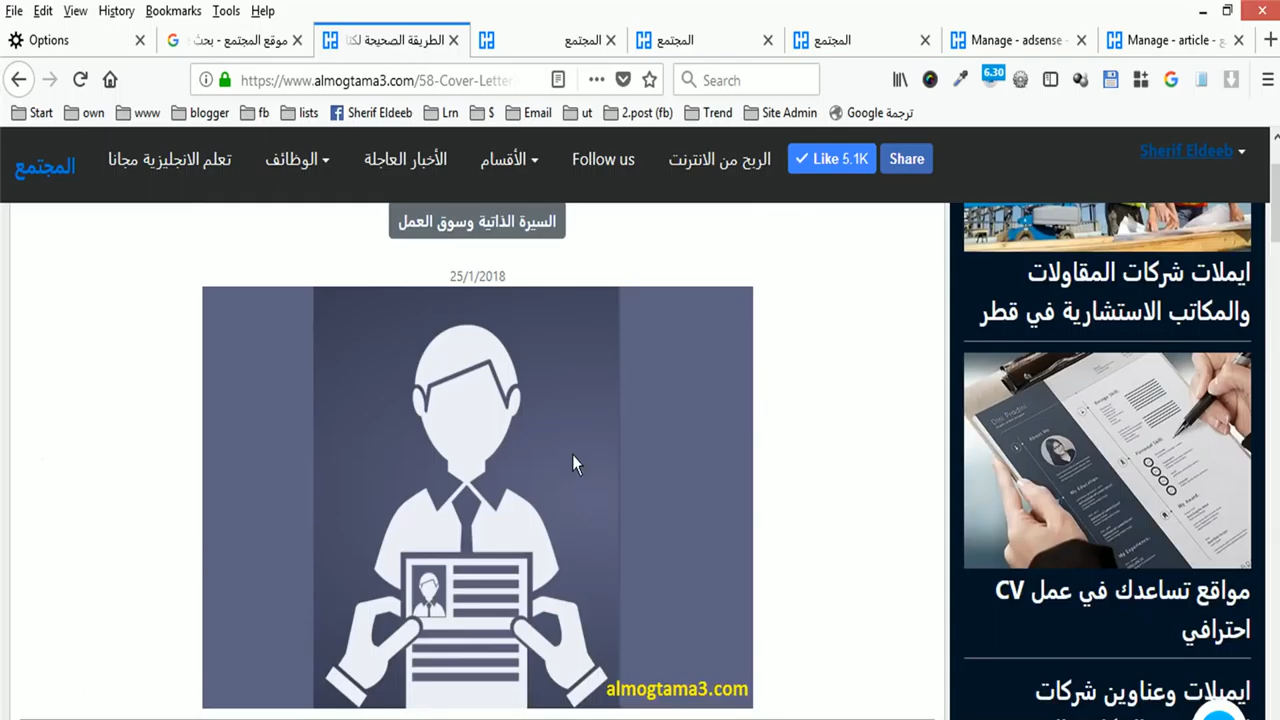 File Edit View History Bookmarks Tools Help
Options
موقع المجتمع - بحث
الطريقة الصحيحة لكتا
المجتمع
المجتمع
المجتمع
Manage - adsense -
Manage - article -
https://www.almogtama3.com/58-Cover-Letter
Search
6.30
Start own www blogger fb lists Sherif Eldeeb Lrn $ Email ut 2.post (fb) Trend Site Admin ترجمة Google
المجتمع
تعلم الانجليزية مجانا
الوظائف
الأخبار العاجلة
الأقسام
Follow us
الربح من الانترنت
Like 5.1K
Share
Sherif Eldeeb
السيرة الذاتية وسوق العمل
25/1/2018
almogtama3.com
ايملات شركات المقاولات
والمكاتب الاستشارية في قطر
مواقع تساعدك في عمل CV
احترافي
ايميلات وعناوين شركات